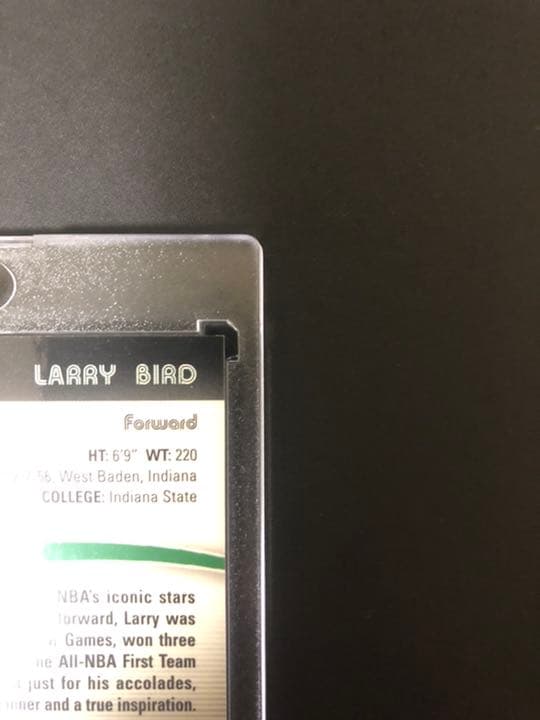 LARRY BIRD
Forward
HT: 6'9" WT: 220
56, West Baden, Indiana
COLLEGE: Indiana State
NBA's iconic stars
forward, Larry was
Games, won three
All-NBA First Team
just for his accolades,
and a true inspiration.